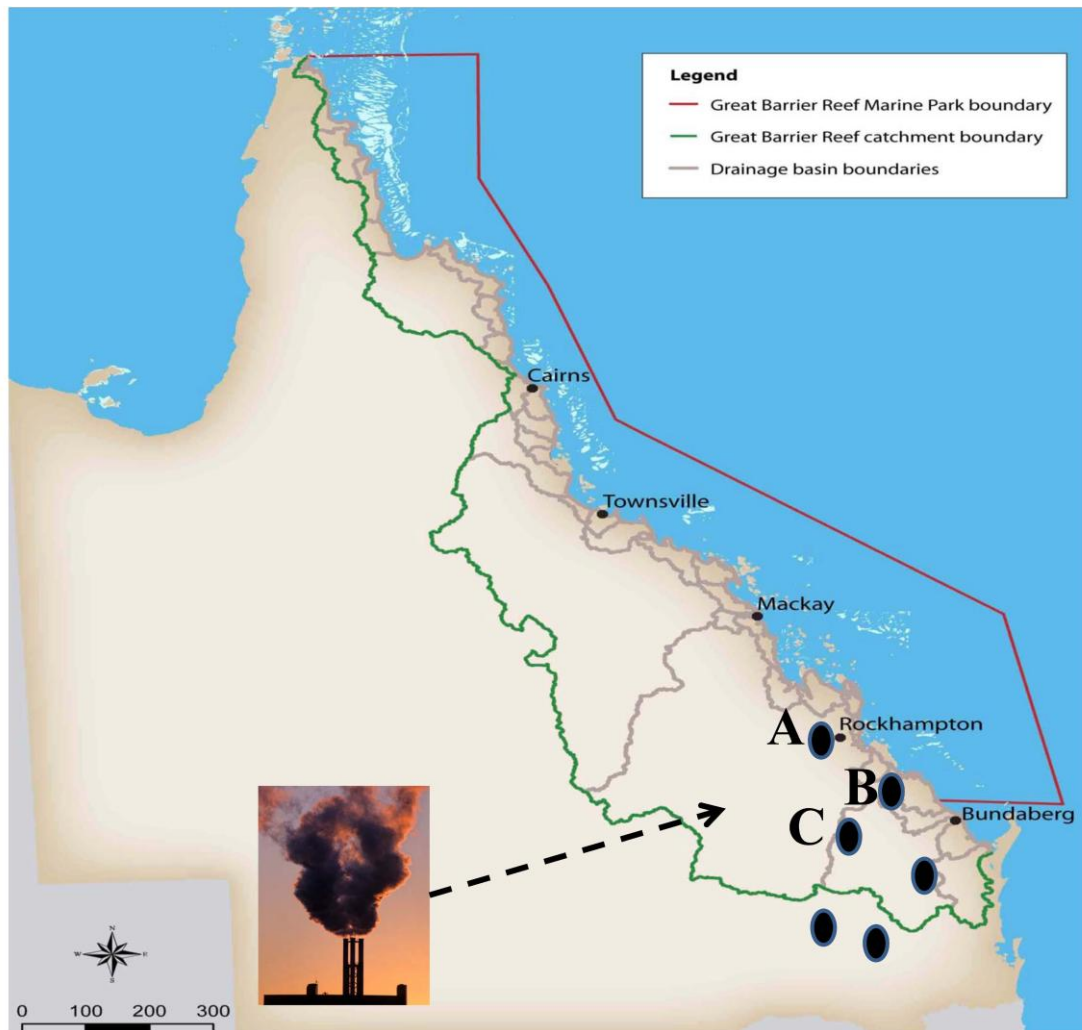 Legend
Great Barrier Reef Marine Park boundary
Great Barrier Reef catchment boundary
Drainage basin boundaries
Cairns
Townsville
Mackay
A
Rockhampton
B
Bundaberg
C
N
W E
S
0 100 200 300